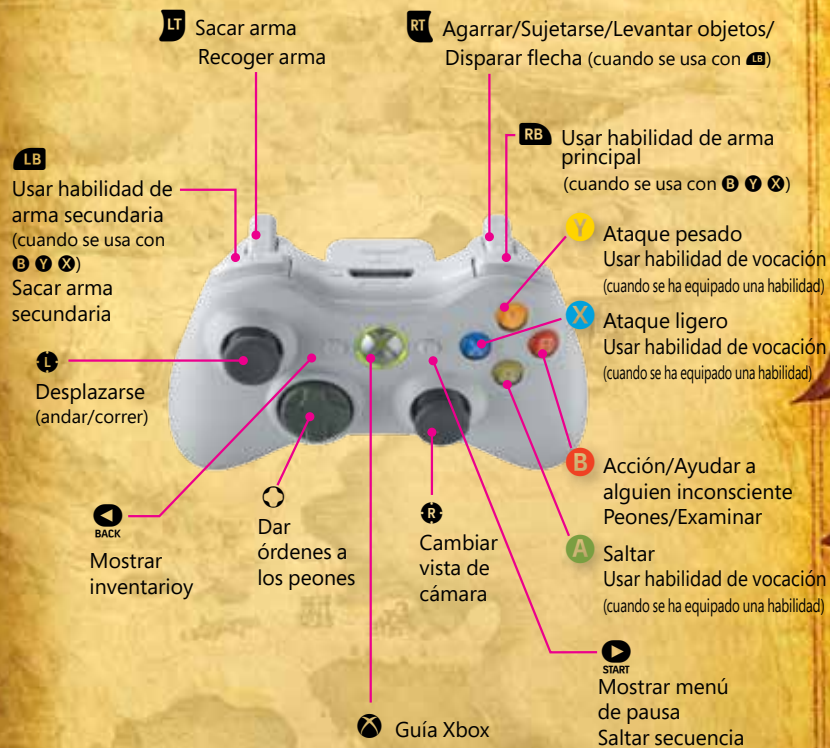 LT Sacar arma
Recoger arma
RT Agarrar/Sujetarse/Levantar objetos/
Disparar flecha (cuando se usa con LB)
LB
Usar habilidad de
arma secundaria
(cuando se usa con
B Y X)
Sacar arma
secundaria
RB Usar habilidad de arma
principal
(cuando se usa con B Y X)
Y Ataque pesado
Usar habilidad de vocación
(cuando se ha equipado una habilidad)
X Ataque ligero
Usar habilidad de vocación
(cuando se ha equipado una habilidad)
L
Desplazarse
(andar/correr)
B Acción/Ayudar a
alguien inconsciente
Peones/Examinar
BACK
Mostrar
inventarioy
Dar
órdenes a
los peones
R
Cambiar
vista de
cámara
A Saltar
Usar habilidad de vocación
(cuando se ha equipado una habilidad)
START
Mostrar menú
de pausa
Saltar secuencia
Guía Xbox